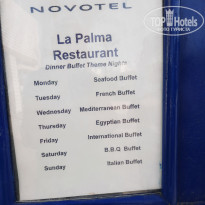 NOVOTEL
TopHotels
La Palma
Restaurant
Dinner Buffet Theme Nights
Monday Seafood Buffet
Tuesday French Buffet
Wednesday Mediterranean Buffet
Thursday Egyptian Buffet
Friday International Buffet
Saturday B.B.Q. Buffet
Sunday Italian Buffet